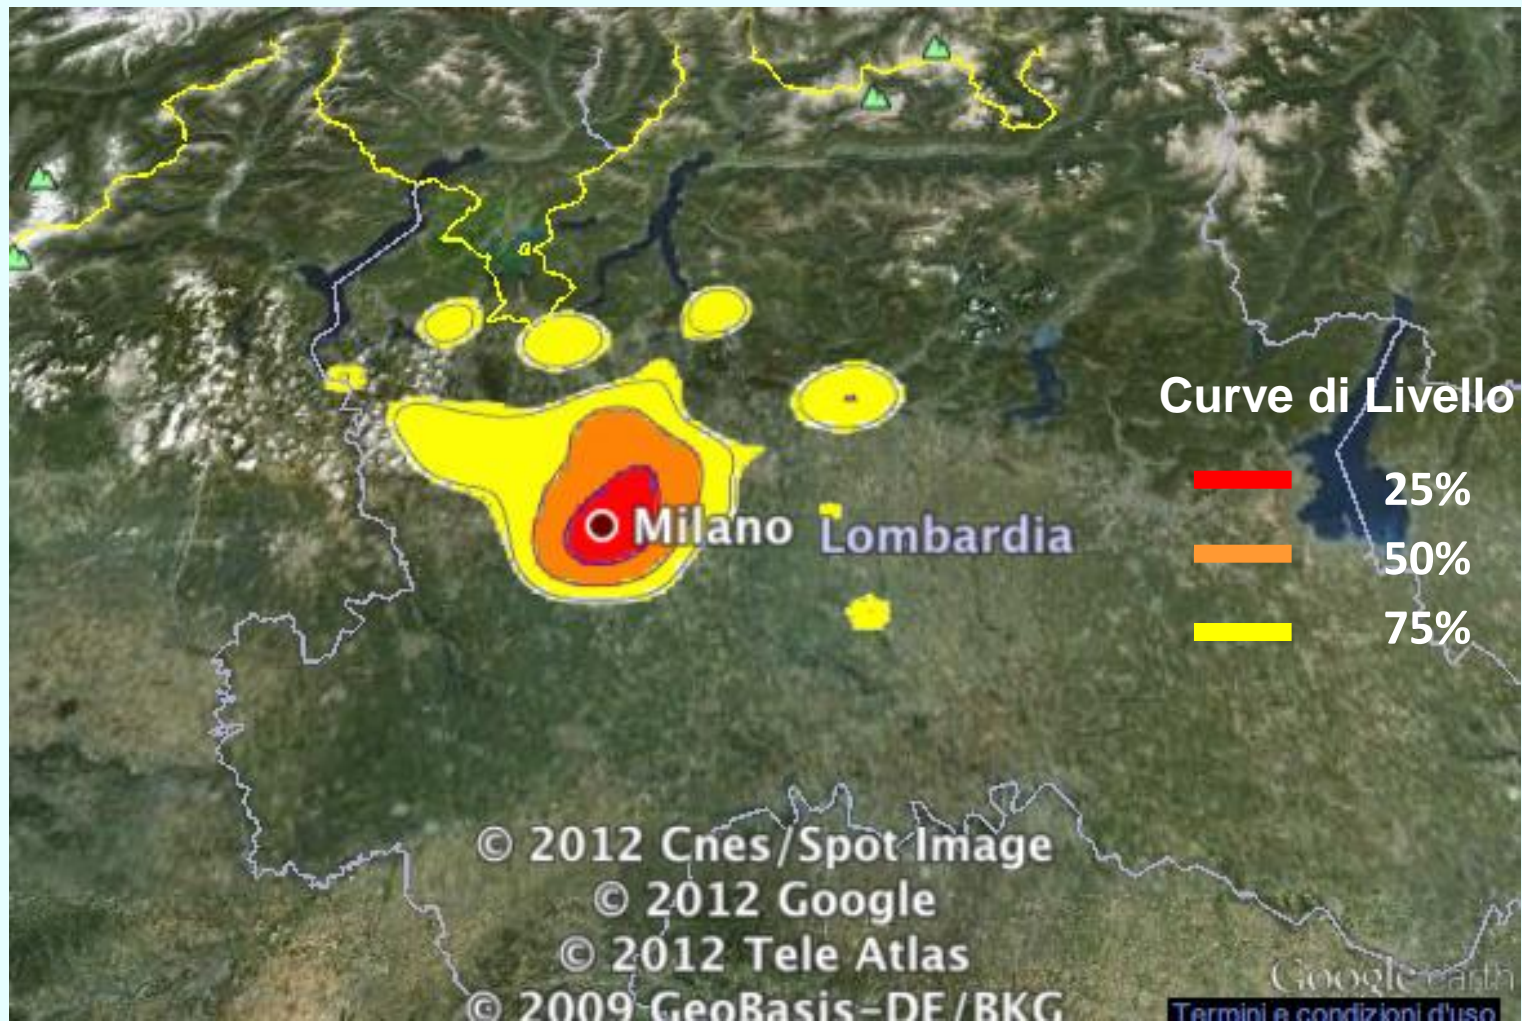 Curve di Livello
25%
Milano
Lombardia
50%
75%
© 2012 Cnes/Spot Image
© 2012 Google
© 2012 Tele Atlas
Google earth
© 2009 GeoBasis-DE/BKG
Termini e condizioni d'uso